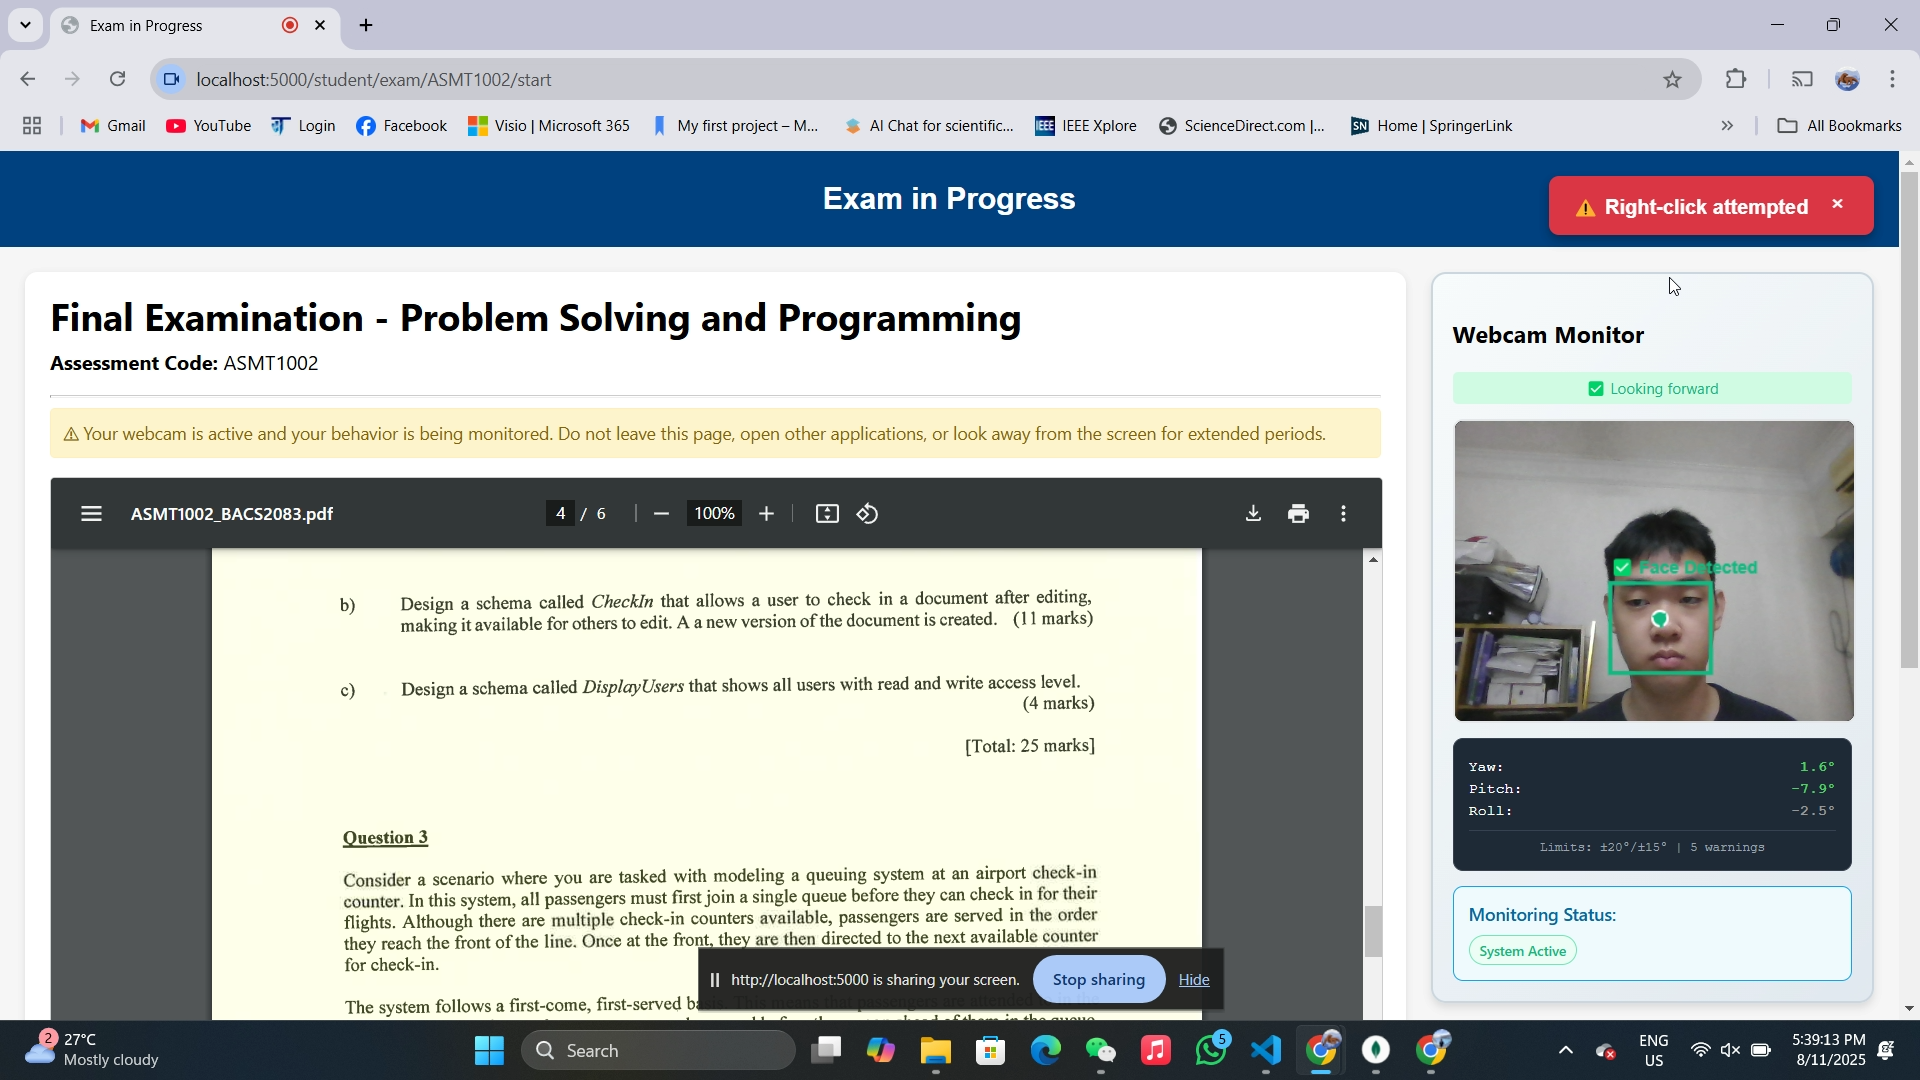 Exam in Progress
localhost:5000/student/exam/ASMT1002/start
Gmail
YouTube
Login
Facebook
Visio | Microsoft 365
My first project – M...
AI Chat for scientific...
IEEE
IEEE Xplore
ScienceDirect.com |...
SN
Home | SpringerLink
»
All Bookmarks
Exam in Progress
⚠ Right-click attempted ×
Final Examination - Problem Solving and Programming
Assessment Code: ASMT1002
⚠ Your webcam is active and your behavior is being monitored. Do not leave this page, open other applications, or look away from the screen for extended periods.
ASMT1002_BACS2083.pdf
4 / 6
100%
b) Design a schema called CheckIn that allows a user to check in a document after editing,
making it available for others to edit. A a new version of the document is created. (11 marks)
c) Design a schema called DisplayUsers that shows all users with read and write access level.
(4 marks)
[Total: 25 marks]
Question 3
Consider a scenario where you are tasked with modeling a queuing system at an airport check-in
counter. In this system, all passengers must first join a single queue before they can check in for their
flights. Although there are multiple check-in counters available, passengers are served in the order
they reach the front of the line. Once at the front, they are then directed to the next available counter
for check-in.
The system follows a first-come, first-served
Webcam Monitor
✅ Looking forward
✅ Face Detected
Yaw: 1.6°
Pitch: -7.9°
Roll: -2.5°
Limits: ±20°/±15° | 5 warnings
Monitoring Status:
System Active
http://localhost:5000 is sharing your screen.
Stop sharing
Hide
2
27°C
Mostly cloudy
Search
5
ENG
US
5:39:13 PM
8/11/2025